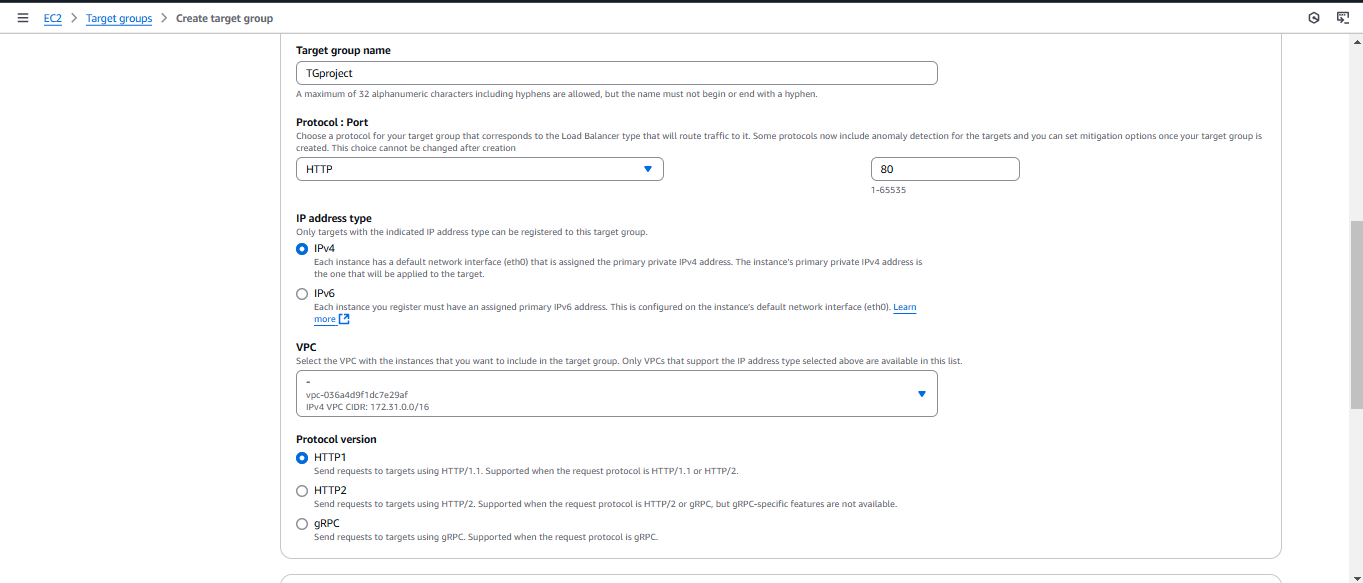 EC2 > Target groups > Create target group
Target group name
TGproject
A maximum of 32 alphanumeric characters including hyphens are allowed, but the name must not begin or end with a hyphen.
Protocol : Port
Choose a protocol for your target group that corresponds to the Load Balancer type that will route traffic to it. Some protocols now include anomaly detection for the targets and you can set mitigation options once your target group is
created. This choice cannot be changed after creation
HTTP
80
1-65535
IP address type
Only targets with the indicated IP address type can be registered to this target group.
IPv4
Each instance has a default network interface (eth0) that is assigned the primary private IPv4 address. The instance's primary private IPv4 address is
the one that will be applied to the target.
IPv6
Each instance you register must have an assigned primary IPv6 address. This is configured on the instance's default network interface (eth0). Learn
more
VPC
Select the VPC with the instances that you want to include in the target group. Only VPCs that support the IP address type selected above are available in this list.
-
vpc-036a4d9f1dc7e29af
IPv4 VPC CIDR: 172.31.0.0/16
Protocol version
HTTP1
Send requests to targets using HTTP/1.1. Supported when the request protocol is HTTP/1.1 or HTTP/2.
HTTP2
Send requests to targets using HTTP/2. Supported when the request protocol is HTTP/2 or gRPC, but gRPC-specific features are not available.
gRPC
Send requests to targets using gRPC. Supported when the request protocol is gRPC.